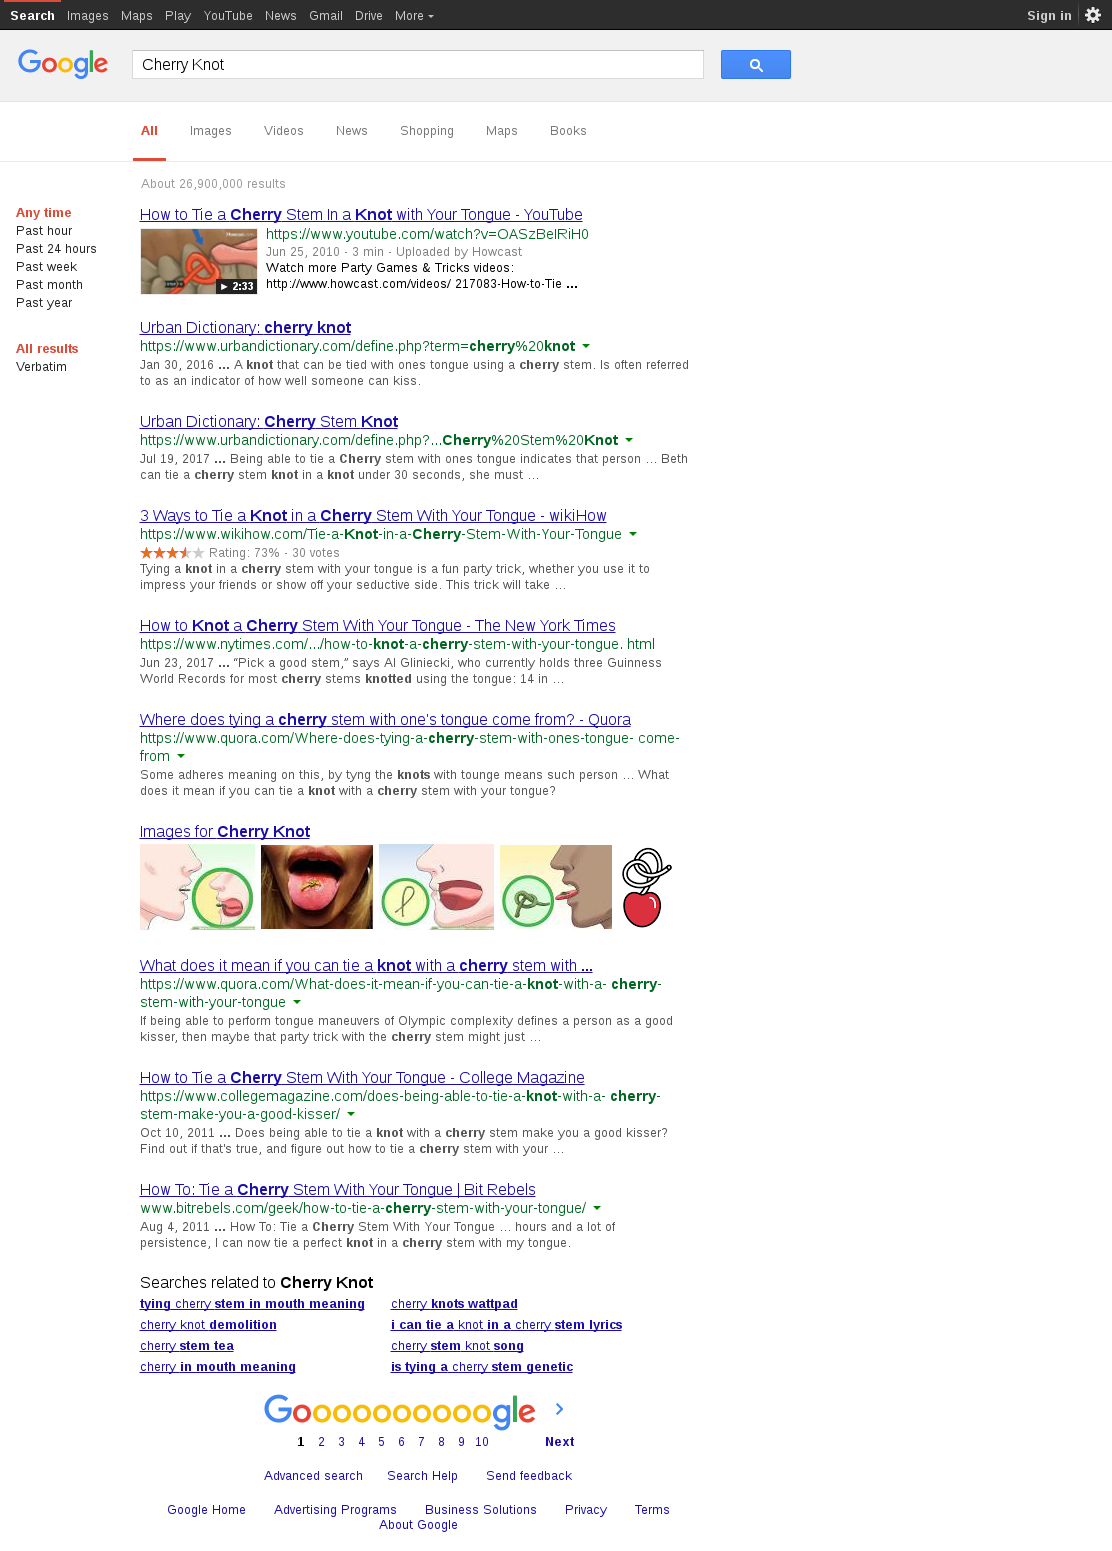 Search Images Maps Play YouTube News Gmail Drive More Sign in
Google Cherry Knot
All Images Videos News Shopping Maps Books
About 26,900,000 results
Any time
Past hour
Past 24 hours
Past week
Past month
Past year
All results
Verbatim
How to Tie a Cherry Stem In a Knot with Your Tongue - YouTube
https://www.youtube.com/watch?v=OASzBeIRiH0
Jun 25, 2010 - 3 min - Uploaded by Howcast
Watch more Party Games & Tricks videos:
http://www.howcast.com/videos/ 217083-How-to-Tie ...
2:33
Urban Dictionary: cherry knot
https://www.urbandictionary.com/define.php?term=cherry%20knot
Jan 30, 2016 ... A knot that can be tied with ones tongue using a cherry stem. Is often referred
to as an indicator of how well someone can kiss.
Urban Dictionary: Cherry Stem Knot
https://www.urbandictionary.com/define.php?...Cherry%20Stem%20Knot
Jul 19, 2017 ... Being able to tie a Cherry stem with ones tongue indicates that person ... Beth
can tie a cherry stem knot in a knot under 30 seconds, she must ...
3 Ways to Tie a Knot in a Cherry Stem With Your Tongue - wikiHow
https://www.wikihow.com/Tie-a-Knot-in-a-Cherry-Stem-With-Your-Tongue
Rating: 73% - 30 votes
Tying a knot in a cherry stem with your tongue is a fun party trick, whether you use it to
impress your friends or show off your seductive side. This trick will take ...
How to Knot a Cherry Stem With Your Tongue - The New York Times
https://www.nytimes.com/.../how-to-knot-a-cherry-stem-with-your-tongue. html
Jun 23, 2017 ... “Pick a good stem,” says Al Gliniecki, who currently holds three Guinness
World Records for most cherry stems knotted using the tongue: 14 in ...
Where does tying a cherry stem with one's tongue come from? - Quora
https://www.quora.com/Where-does-tying-a-cherry-stem-with-ones-tongue- come-
from
Some adheres meaning on this, by tyng the knots with tounge means such person ... What
does it mean if you can tie a knot with a cherry stem with your tongue?
Images for Cherry Knot
What does it mean if you can tie a knot with a cherry stem with ...
https://www.quora.com/What-does-it-mean-if-you-can-tie-a-knot-with-a- cherry-
stem-with-your-tongue
If being able to perform tongue maneuvers of Olympic complexity defines a person as a good
kisser, then maybe that party trick with the cherry stem might just ...
How to Tie a Cherry Stem With Your Tongue - College Magazine
https://www.collegemagazine.com/does-being-able-to-tie-a-knot-with-a- cherry-
stem-make-you-a-good-kisser/
Oct 10, 2011 ... Does being able to tie a knot with a cherry stem make you a good kisser?
Find out if that's true, and figure out how to tie a cherry stem with your ...
How To: Tie a Cherry Stem With Your Tongue | Bit Rebels
www.bitrebels.com/geek/how-to-tie-a-cherry-stem-with-your-tongue/
Aug 4, 2011 ... How To: Tie a Cherry Stem With Your Tongue ... hours and a lot of
persistence, I can now tie a perfect knot in a cherry stem with my tongue.
Searches related to Cherry Knot
tying cherry stem in mouth meaning cherry knots wattpad
cherry knot demolition i can tie a knot in a cherry stem lyrics
cherry stem tea cherry stem knot song
cherry in mouth meaning is tying a cherry stem genetic
Goooooooooogle
1 2 3 4 5 6 7 8 9 10 Next
Advanced search Search Help Send feedback
Google Home Advertising Programs Business Solutions Privacy Terms
About Google